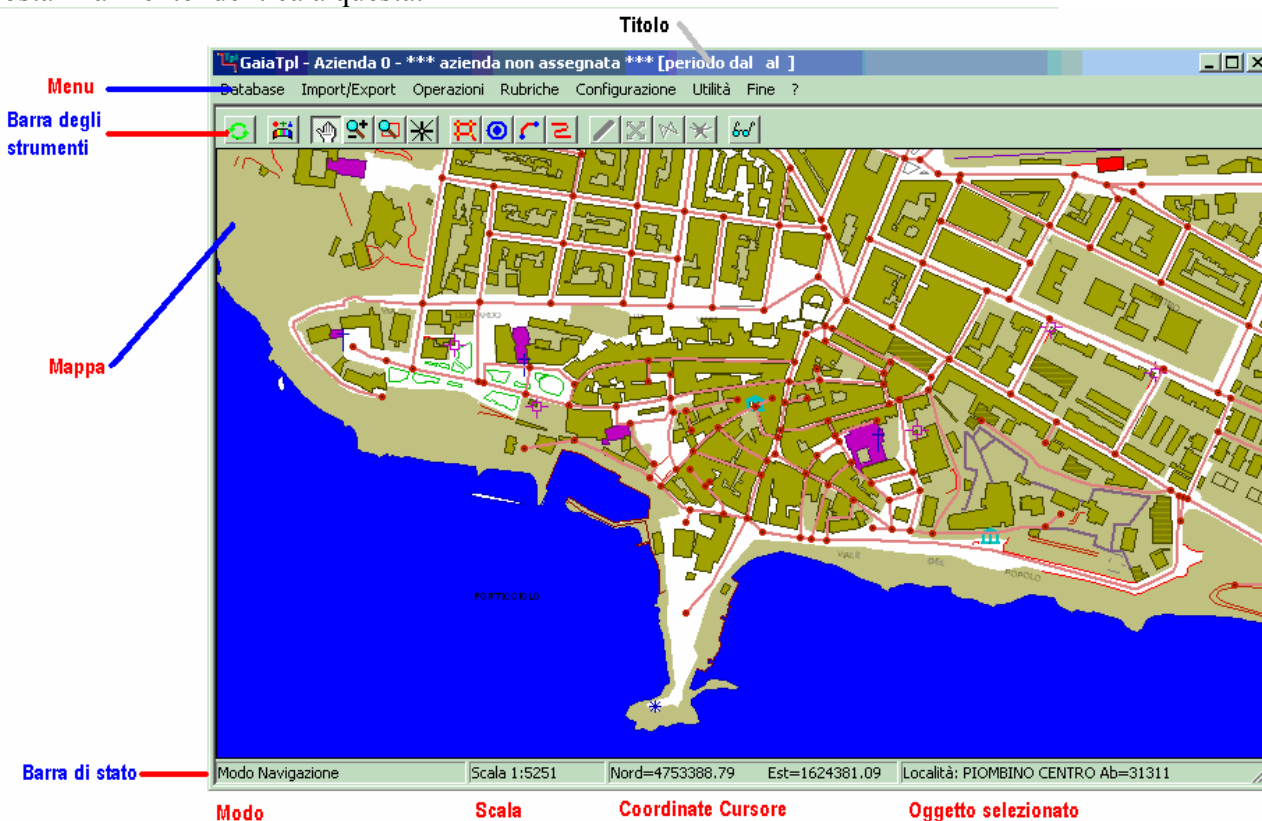 Titolo
GaiaTpl - Azienda 0 - *** azienda non assegnata *** [periodo dal al ]
Menu
Database Import/Export Operazioni Rubriche Configurazione Utilità Fine ?
Barra degli
strumenti
Mappa
VIALE DEL POPOLO
PORTICCIOLO
Barra di stato
Modo Navigazione Scala 1:5251 Nord=4753388.79 Est=1624381.09 Località: PIOMBINO CENTRO Ab=31311
Modo Scala Coordinate Cursore Oggetto selezionato